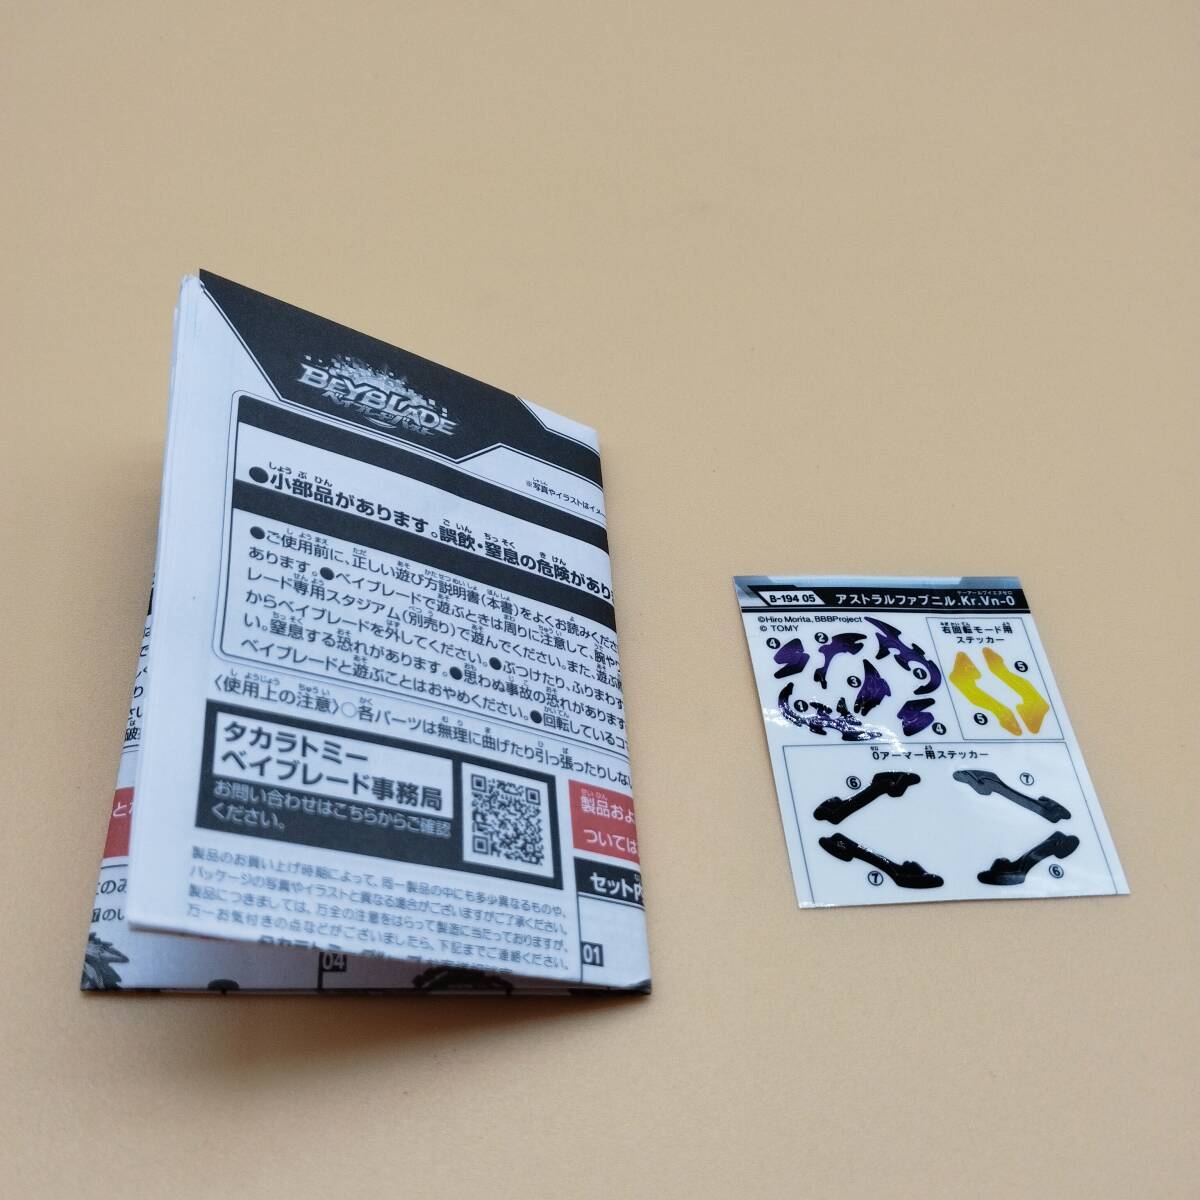 BEYBLADE
ベイブレードバースト
※写真やイラストはイメ
●小部品があります。誤飲・窒息の危険があり
●ご使用前に、正しい遊び方説明書(本書)をよくお読みくだ
あります。●ベイブレードで遊ぶときは周りに注意して、腕や
レード専用スタジアム(別売り)で遊んでください。また、遊ぶ
からベイブレードを外してください。●ぶつけたり、ふりまわす
い。窒息する恐れがあります。●思わぬ事故の恐れがあります
ベイブレードと遊ぶことはおやめください。●回転しているコ
〈使用上の注意〉○各パーツは無理に曲げたり引っ張ったりしな
タカラトミー
ベイブレード事務局
お問い合わせはこちらからご確認
ください。
製品のお買い上げ時期によって、同一製品の中にも多少異なるものや、
パッケージの写真やイラストと異なる場合がございますがご了承ください。
製品につきましては、万全の注意をはらって製造に当たっておりますが、
万一お気付きの点などがございましたら、下記までご連絡ください。
製品およ
ついては
セット内
01
04
B-194 05
アストラルファブニル.Kr.Vn-0
©Hiro Morita, BBBProject
© TOMY
右回転モード用
ステッカー
④
②
①
③
①
④
⑤
⑤
0アーマー用ステッカー
⑥
⑦
⑦
⑥